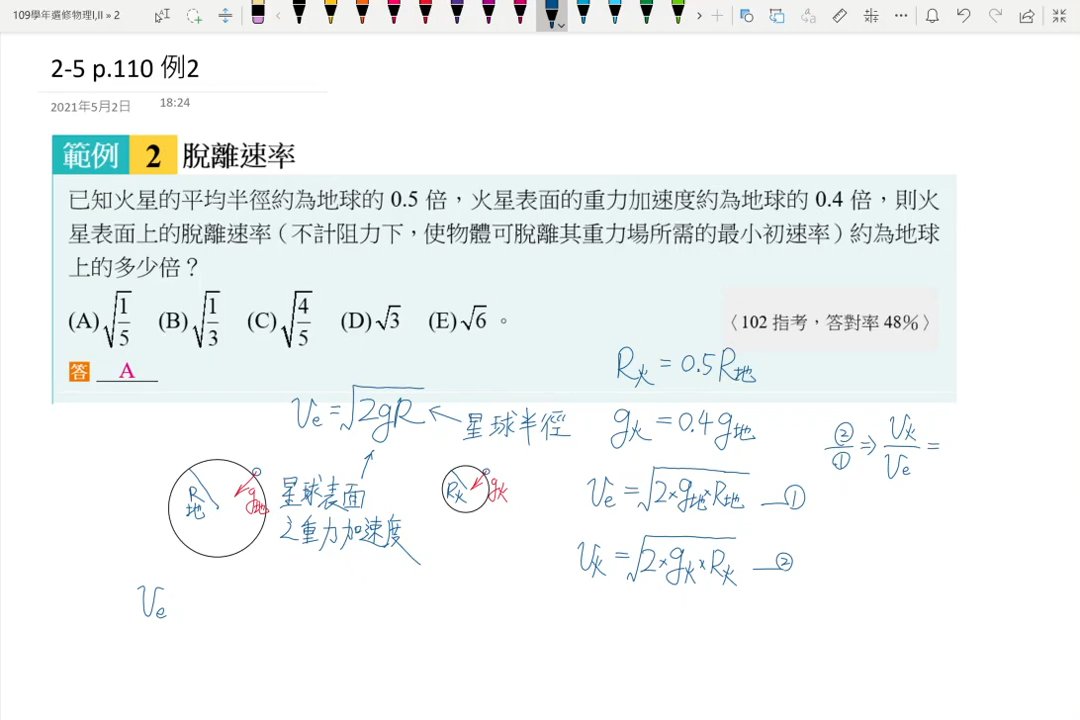 109學年選修物理I,II » 2
2-5 p.110 例2
2021年5月2日 18:24
範例 2 脫離速率
已知火星的平均半徑約為地球的 0.5 倍，火星表面的重力加速度約為地球的 0.4 倍，則火
星表面上的脫離速率（不計阻力下，使物體可脫離其重力場所需的最小初速率）約為地球
上的多少倍？
(A)√(1/5) (B)√(1/3) (C)√(4/5) (D)√3 (E)√6 。
〈102 指考，答對率 48%〉
答 A
R火 = 0.5R地
Ve = √(2gR) ← 星球半徑
g火 = 0.4g地
②/① ⇒ V火/Ve =
R地 g地
星球表面
之重力加速度
R火 g火
Ve = √(2×g地×R地) —①
V火 = √(2×g火×R火) —②
Ve